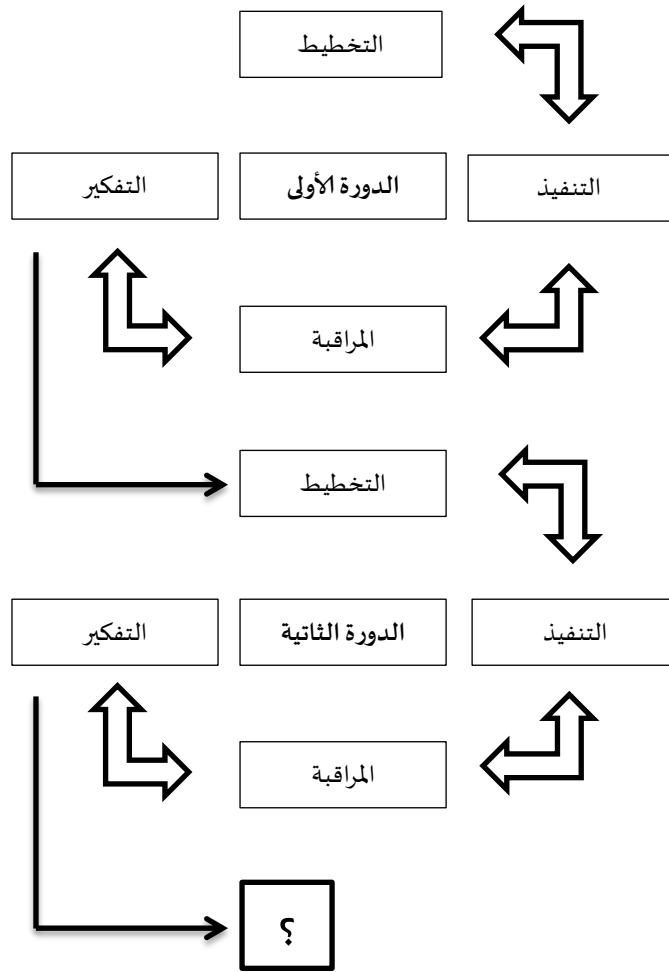 التخطيط
التنفيذ
الدورة الأولى
التفكير
المراقبة
التخطيط
التنفيذ
الدورة الثانية
التفكير
المراقبة
؟